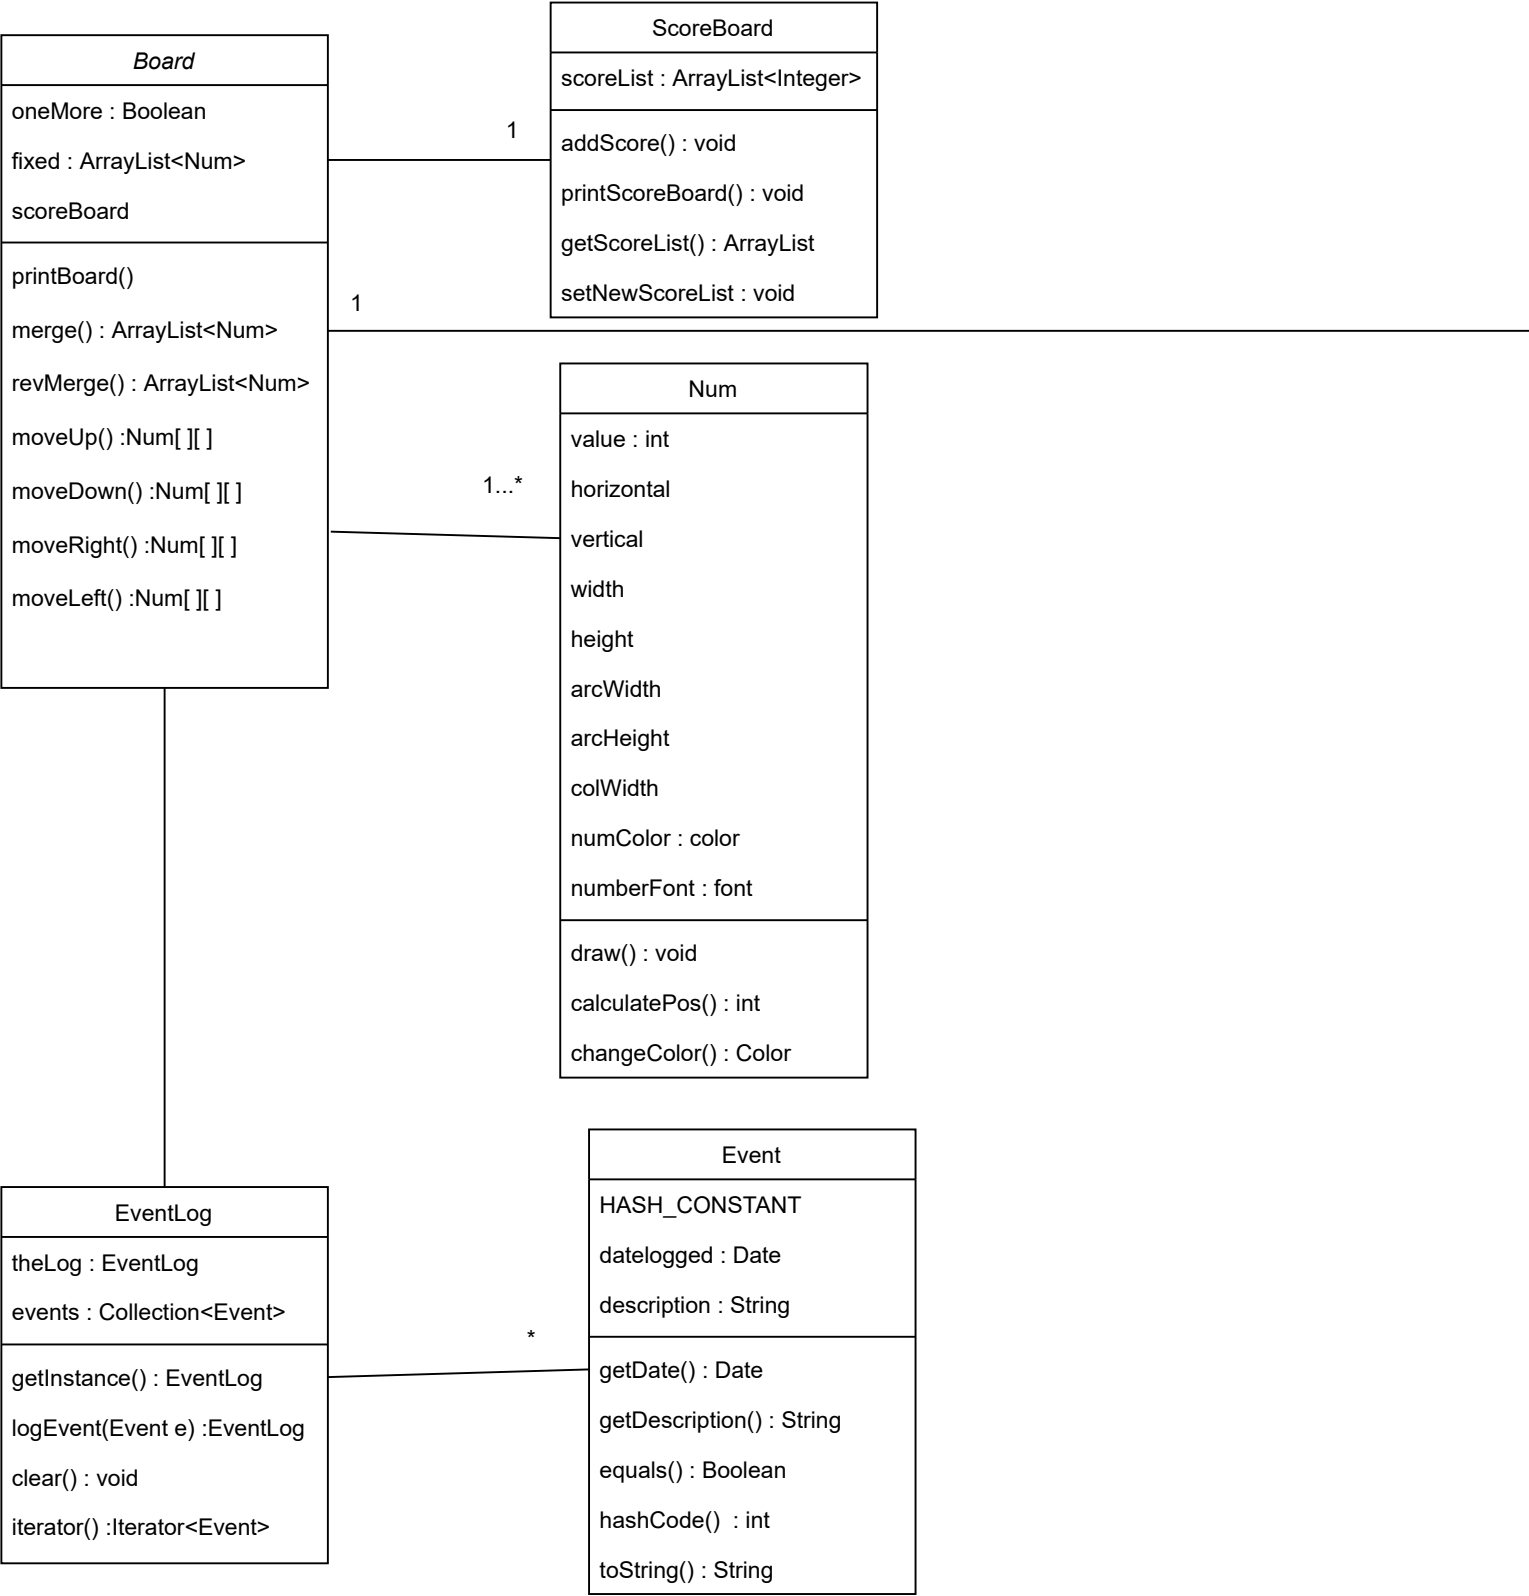 Board
oneMore : Boolean
fixed : ArrayList<Num>
scoreBoard
printBoard()
merge() : ArrayList<Num>
revMerge() : ArrayList<Num>
moveUp() :Num[ ][ ]
moveDown() :Num[ ][ ]
moveRight() :Num[ ][ ]
moveLeft() :Num[ ][ ]
1
ScoreBoard
scoreList : ArrayList<Integer>
addScore() : void
printScoreBoard() : void
getScoreList() : ArrayList
setNewScoreList : void
1
1...*
Num
value : int
horizontal
vertical
width
height
arcWidth
arcHeight
colWidth
numColor : color
numberFont : font
draw() : void
calculatePos() : int
changeColor() : Color
EventLog
theLog : EventLog
events : Collection<Event>
getInstance() : EventLog
logEvent(Event e) :EventLog
clear() : void
iterator() :Iterator<Event>
*
Event
HASH_CONSTANT
datelogged : Date
description : String
getDate() : Date
getDescription() : String
equals() : Boolean
hashCode()  : int
toString() : String